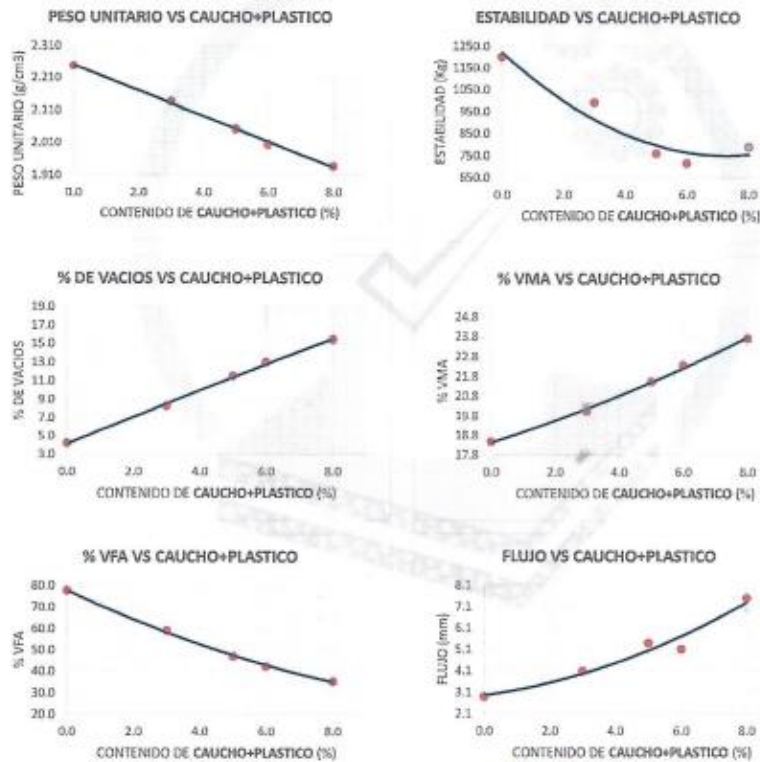 PESO UNITARIO VS CAUCHO+PLASTICO
PESO UNITARIO (g/cm3)
2.310
2.210
2.110
2.010
1.910
0.0 2.0 4.0 6.0 8.0
CONTENIDO DE CAUCHO+PLASTICO (%)
ESTABILIDAD VS CAUCHO+PLASTICO
ESTABILIDAD (Kg)
1250.0
1150.0
1050.0
950.0
850.0
750.0
650.0
0.0 2.0 4.0 6.0 8.0
CONTENIDO DE CAUCHO+PLASTICO (%)
% DE VACIOS VS CAUCHO+PLASTICO
% DE VACIOS
19.0
17.0
15.0
13.0
11.0
9.0
7.0
5.0
3.0
0.0 2.0 4.0 6.0 8.0
CONTENIDO DE CAUCHO+PLASTICO (%)
% VMA VS CAUCHO+PLASTICO
% VMA
24.8
23.8
22.8
21.8
20.8
19.8
18.8
17.8
0.0 2.0 4.0 6.0 8.0
CONTENIDO DE CAUCHO+PLASTICO (%)
% VFA VS CAUCHO+PLASTICO
% VFA
80.0
70.0
60.0
50.0
40.0
30.0
20.0
0.0 2.0 4.0 6.0 8.0
CONTENIDO DE CAUCHO+PLASTICO (%)
FLUJO VS CAUCHO+PLASTICO
FLUJO (mm)
8.1
7.1
6.1
5.1
4.1
3.1
2.1
0.0 2.0 4.0 6.0 8.0
CONTENIDO DE CAUCHO+PLASTICO (%)